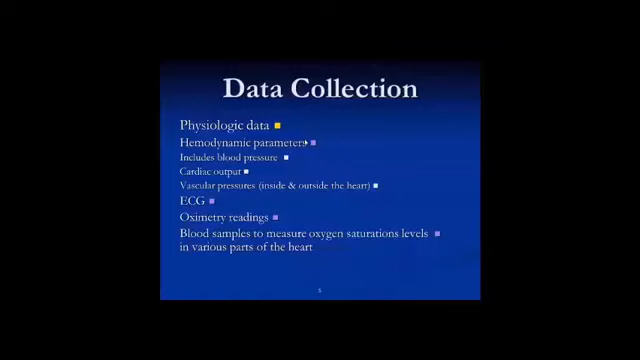 Data Collection
Physiologic data
Hemodynamic parameters
Includes blood pressure
Cardiac output
Vascular pressures (inside & outside the heart)
ECG
Oximetry readings
Blood samples to measure oxygen saturations levels
in various parts of the heart
5